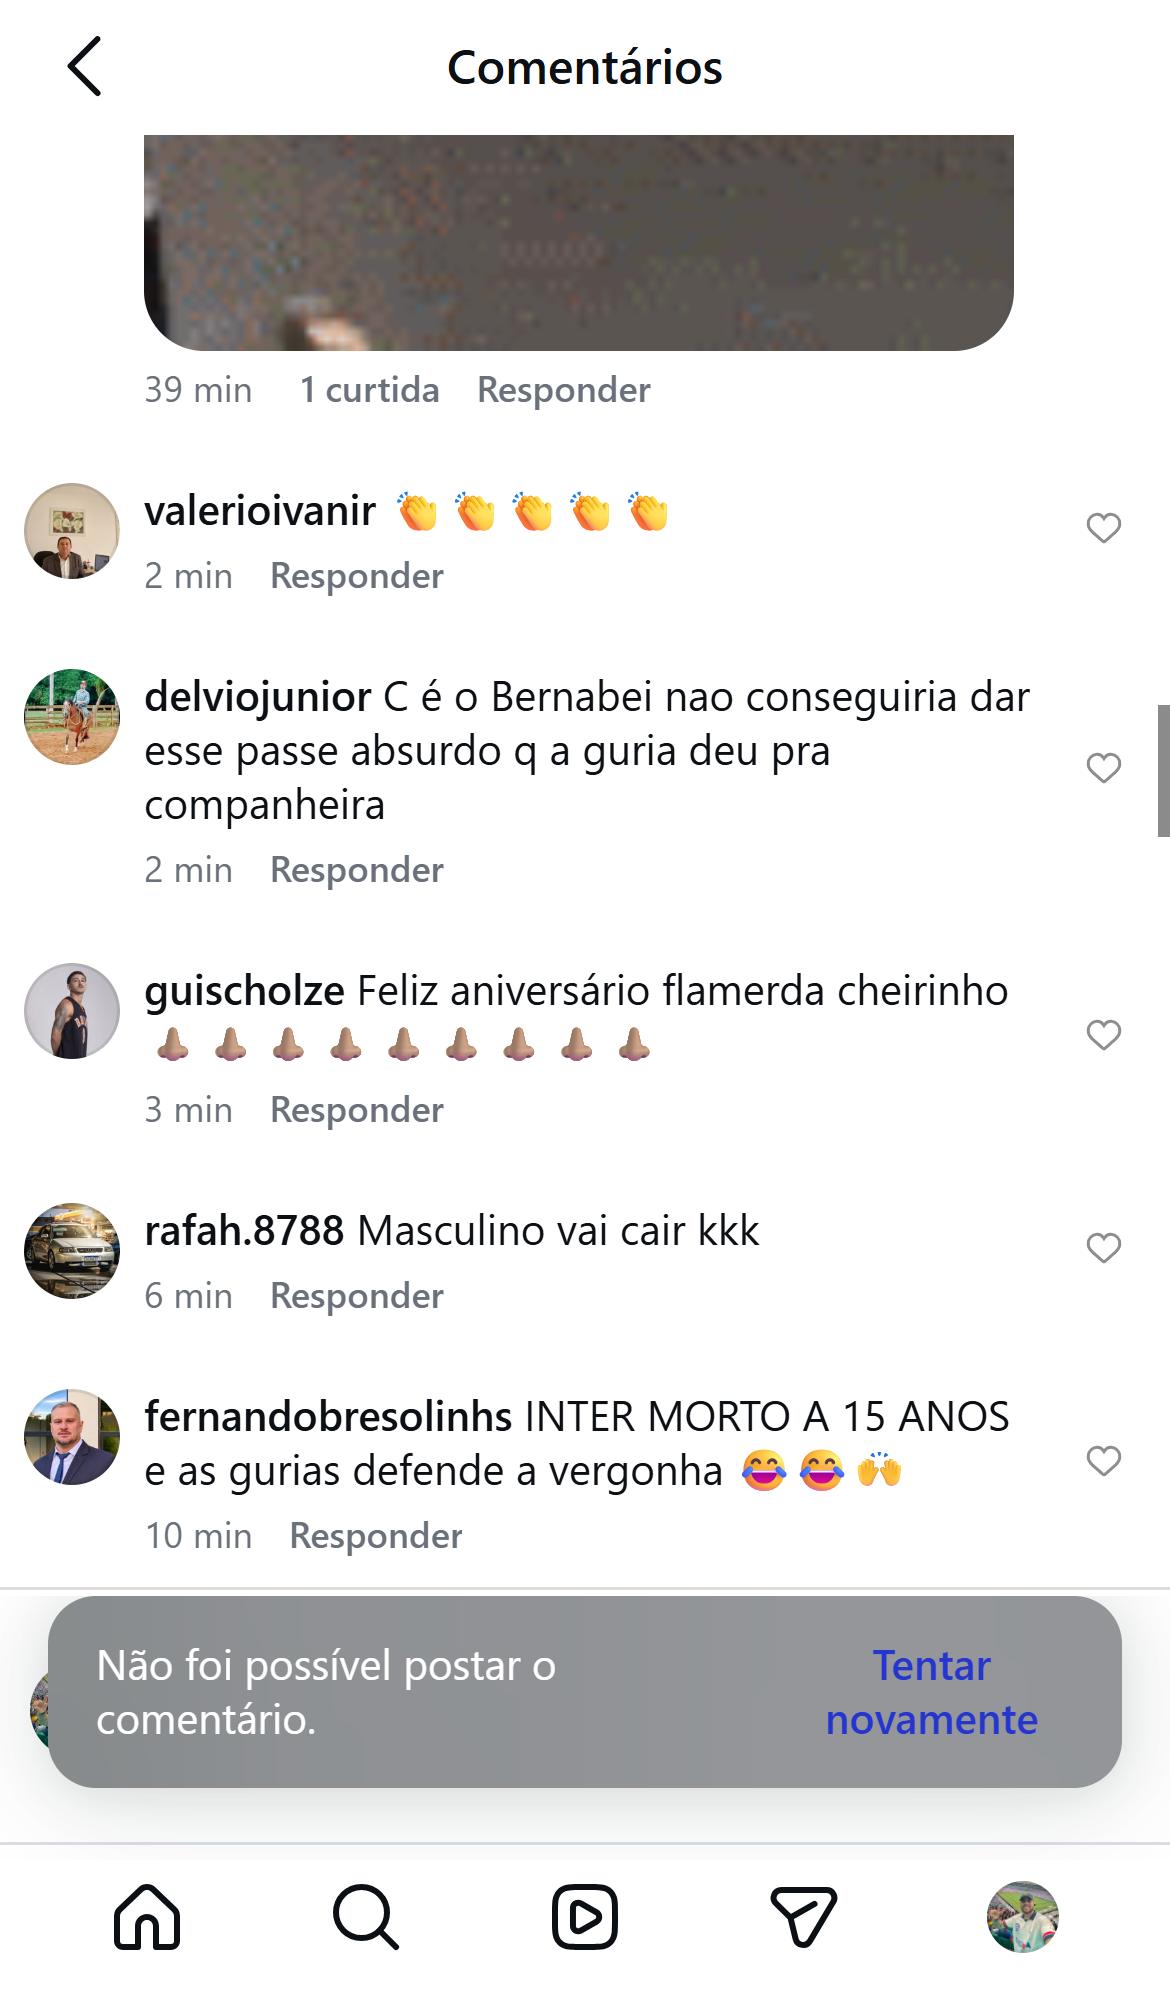 Comentários
39 min 1 curtida Responder
valerioivanir 👏👏👏👏👏
2 min Responder
delviojunior C é o Bernabei nao conseguiria dar
esse passe absurdo q a guria deu pra
companheira
2 min Responder
guischolze Feliz aniversário flamerda cheirinho
👃🏽👃🏽👃🏽👃🏽👃🏽👃🏽👃🏽👃🏽👃🏽
3 min Responder
rafah.8788 Masculino vai cair kkk
6 min Responder
fernandobresolinhs INTER MORTO A 15 ANOS
e as gurias defende a vergonha 😂😂🙌
10 min Responder
Não foi possível postar o
comentário.
Tentar
novamente